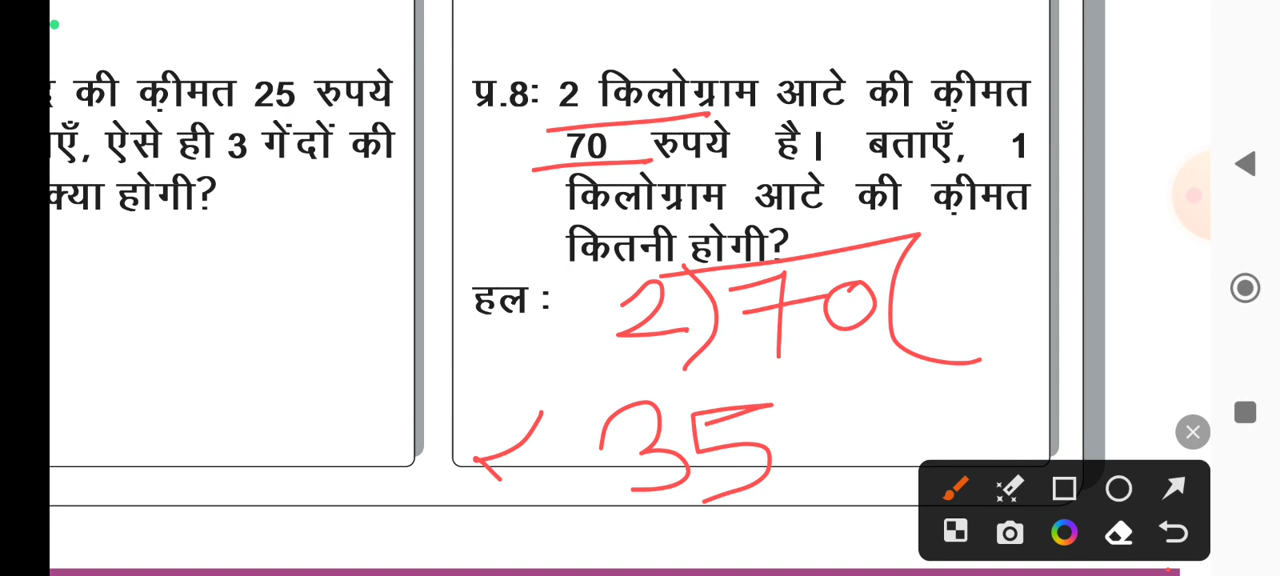 की क़ीमत 25 रुपये
एँ, ऐसे ही 3 गेंदों की
क्या होगी?
प्र.8: 2 किलोग्राम आटे की क़ीमत
70 रुपये है। बताएँ, 1
किलोग्राम आटे की क़ीमत
कितनी होगी?
हल :
2)70(
35